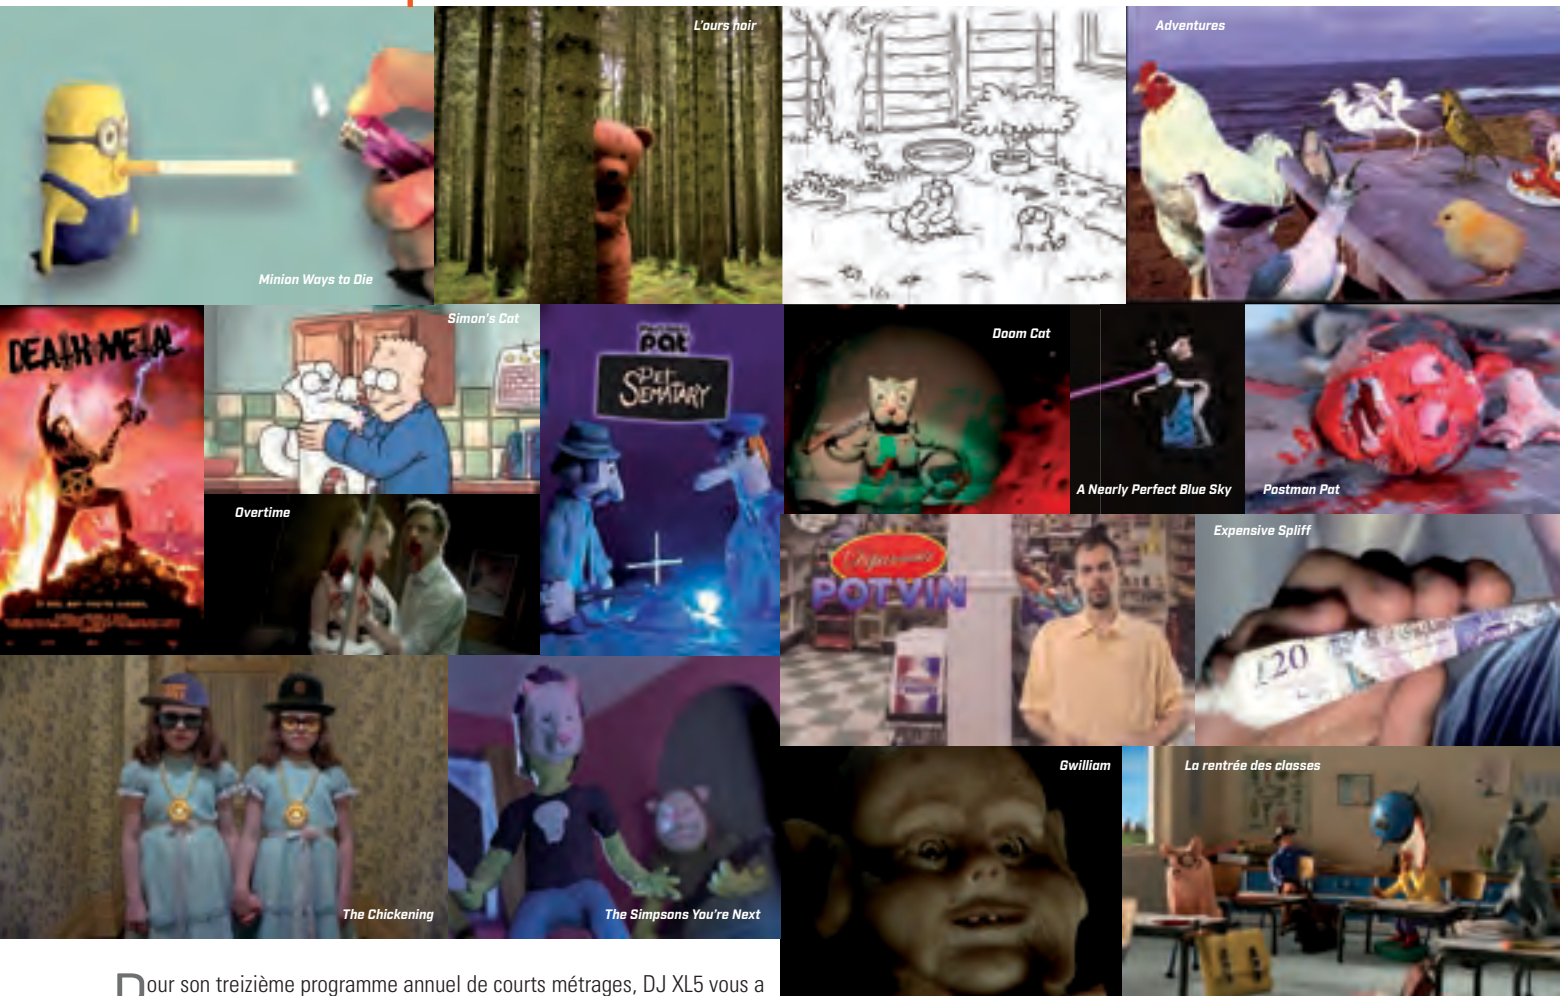 L'ours noir
Adventures
Minion Ways to Die
DEATH METAL
Simon's Cat
pat
PET
SEMATARY
Doom Cat
A Nearly Perfect Blue Sky
Postman Pat
Overtime
Dépanneur
POTVIN
Expensive Spliff
£20
The Chickening
The Simpsons You're Next
Gwilliam
La rentrée des classes
Pour son treizième programme annuel de courts métrages, DJ XL5 vous a